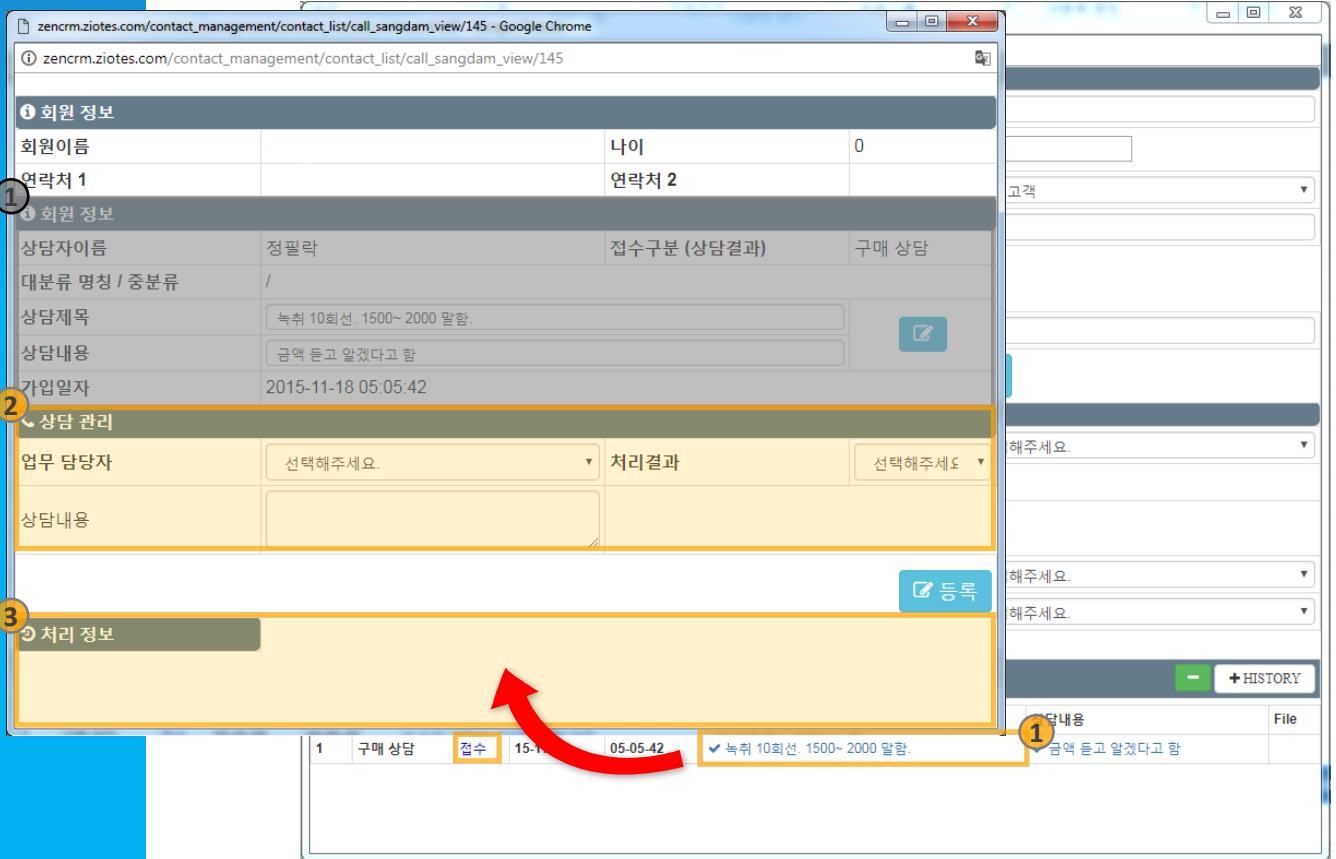 zencrm.ziotes.com/contact_management/contact_list/call_sangdam_view/145 - Google Chrome
zencrm.ziotes.com/contact_management/contact_list/call_sangdam_view/145
회원 정보
회원이름 나이 0
연락처 1 연락처 2
1
회원 정보
고객
상담자이름 정필락 접수구분 (상담결과) 구매 상담
대분류 명칭 / 중분류 /
상담제목 녹취 10회선. 1500~ 2000 말함.
상담내용 금액 듣고 알겠다고 함
가입일자 2015-11-18 05:05:42
2
상담 관리
업무 담당자 선택해주세요. 처리결과 선택해주세요
해주세요.
상담내용
해주세요.
등록
해주세요.
3
처리 정보
+HISTORY
상담내용 File
1
1 구매 상담 접수 15-1 05-05-42 녹취 10회선. 1500~ 2000 말함. 금액 듣고 알겠다고 함